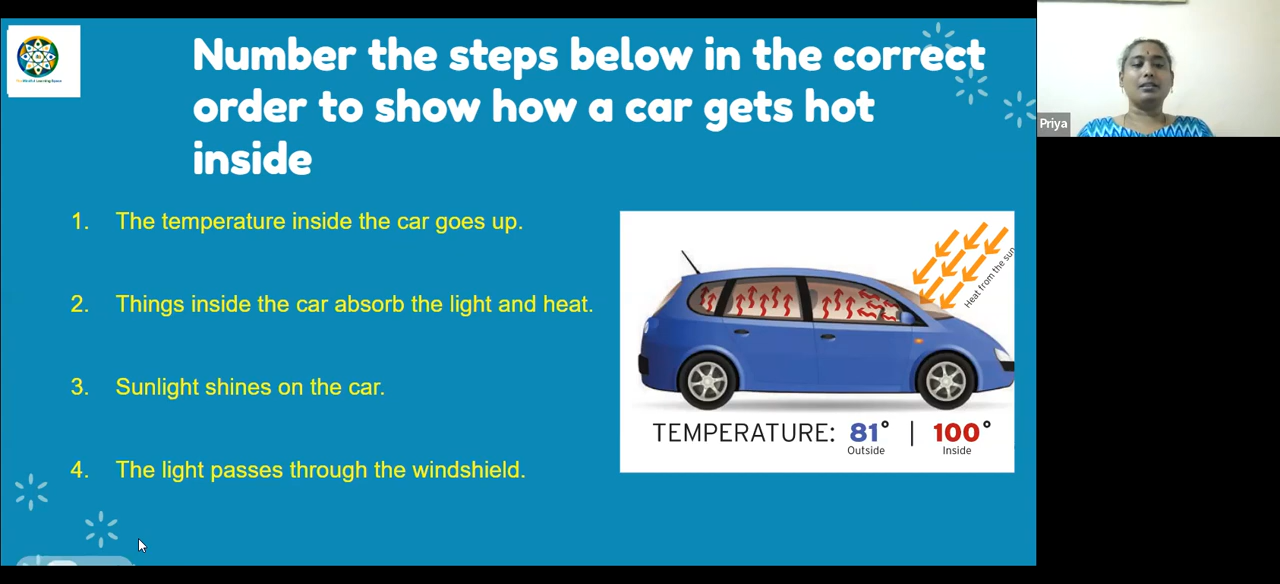 Number the steps below in the correct
order to show how a car gets hot
inside
1. The temperature inside the car goes up.
2. Things inside the car absorb the light and heat.
3. Sunlight shines on the car.
4. The light passes through the windshield.
Heat from the sun
TEMPERATURE: 81° | 100°
Outside Inside
Priya